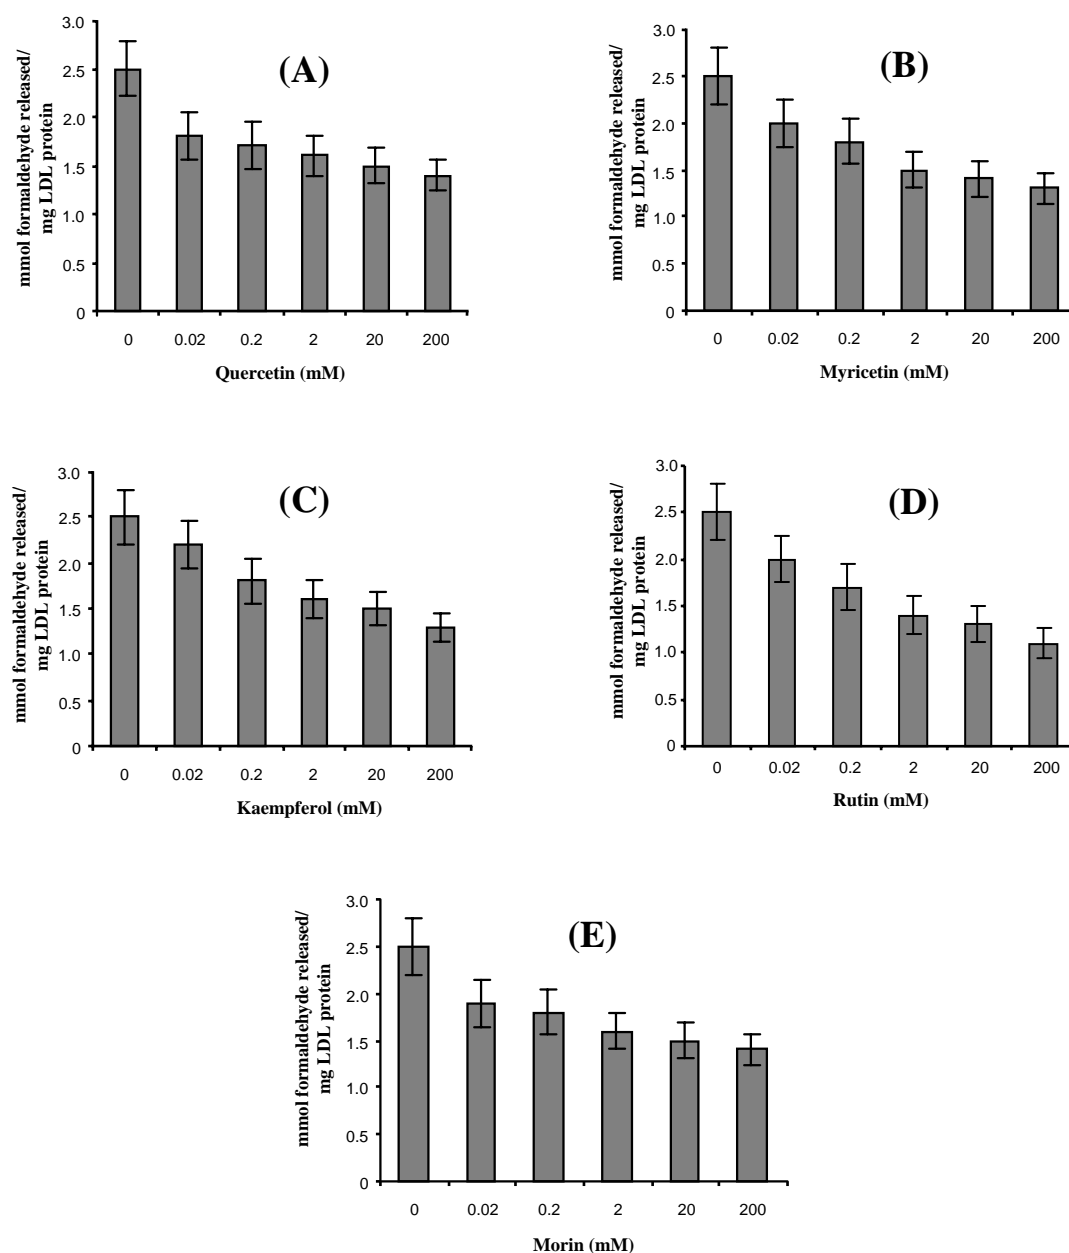 (A)
mmol formaldehyde released/
mg LDL protein
3.0
2.5
2.0
1.5
1.0
0.5
0
0 0.02 0.2 2 20 200
Quercetin (mM)
(B)
mmol formaldehyde released/
mg LDL protein
3.0
2.5
2.0
1.5
1.0
0.5
0
0 0.02 0.2 2 20 200
Myricetin (mM)
(C)
mmol formaldehyde released/
mg LDL protein
3.0
2.5
2.0
1.5
1.0
0.5
0
0 0.02 0.2 2 20 200
Kaempferol (mM)
(D)
mmol formaldehyde released/
mg LDL protein
3.0
2.5
2.0
1.5
1.0
0.5
0
0 0.02 0.2 2 20 200
Rutin (mM)
(E)
mmol formaldehyde released/
mg LDL protein
3.0
2.5
2.0
1.5
1.0
0.5
0
0 0.02 0.2 2 20 200
Morin (mM)